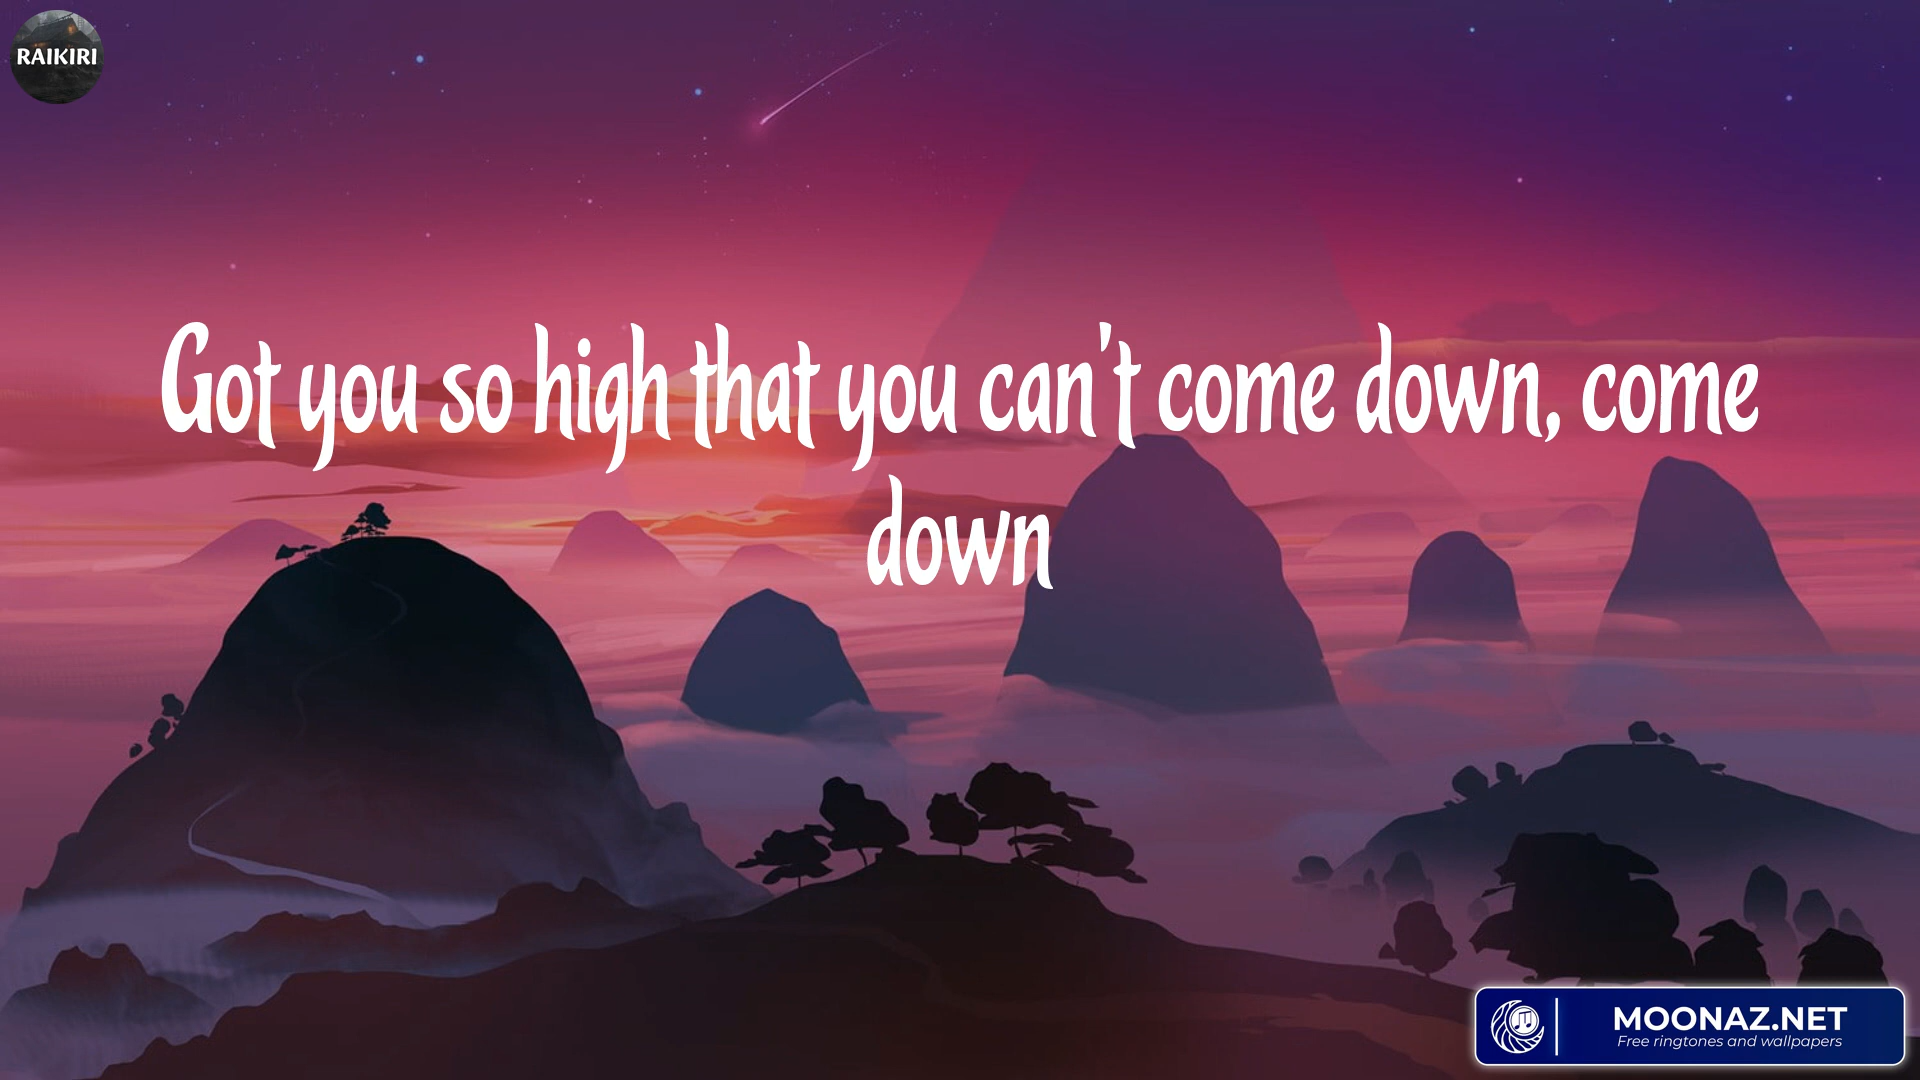 RAIKIRI
Got you so high that you can't come down, come
down
MOONAZ.NET
Free ringtones and wallpapers